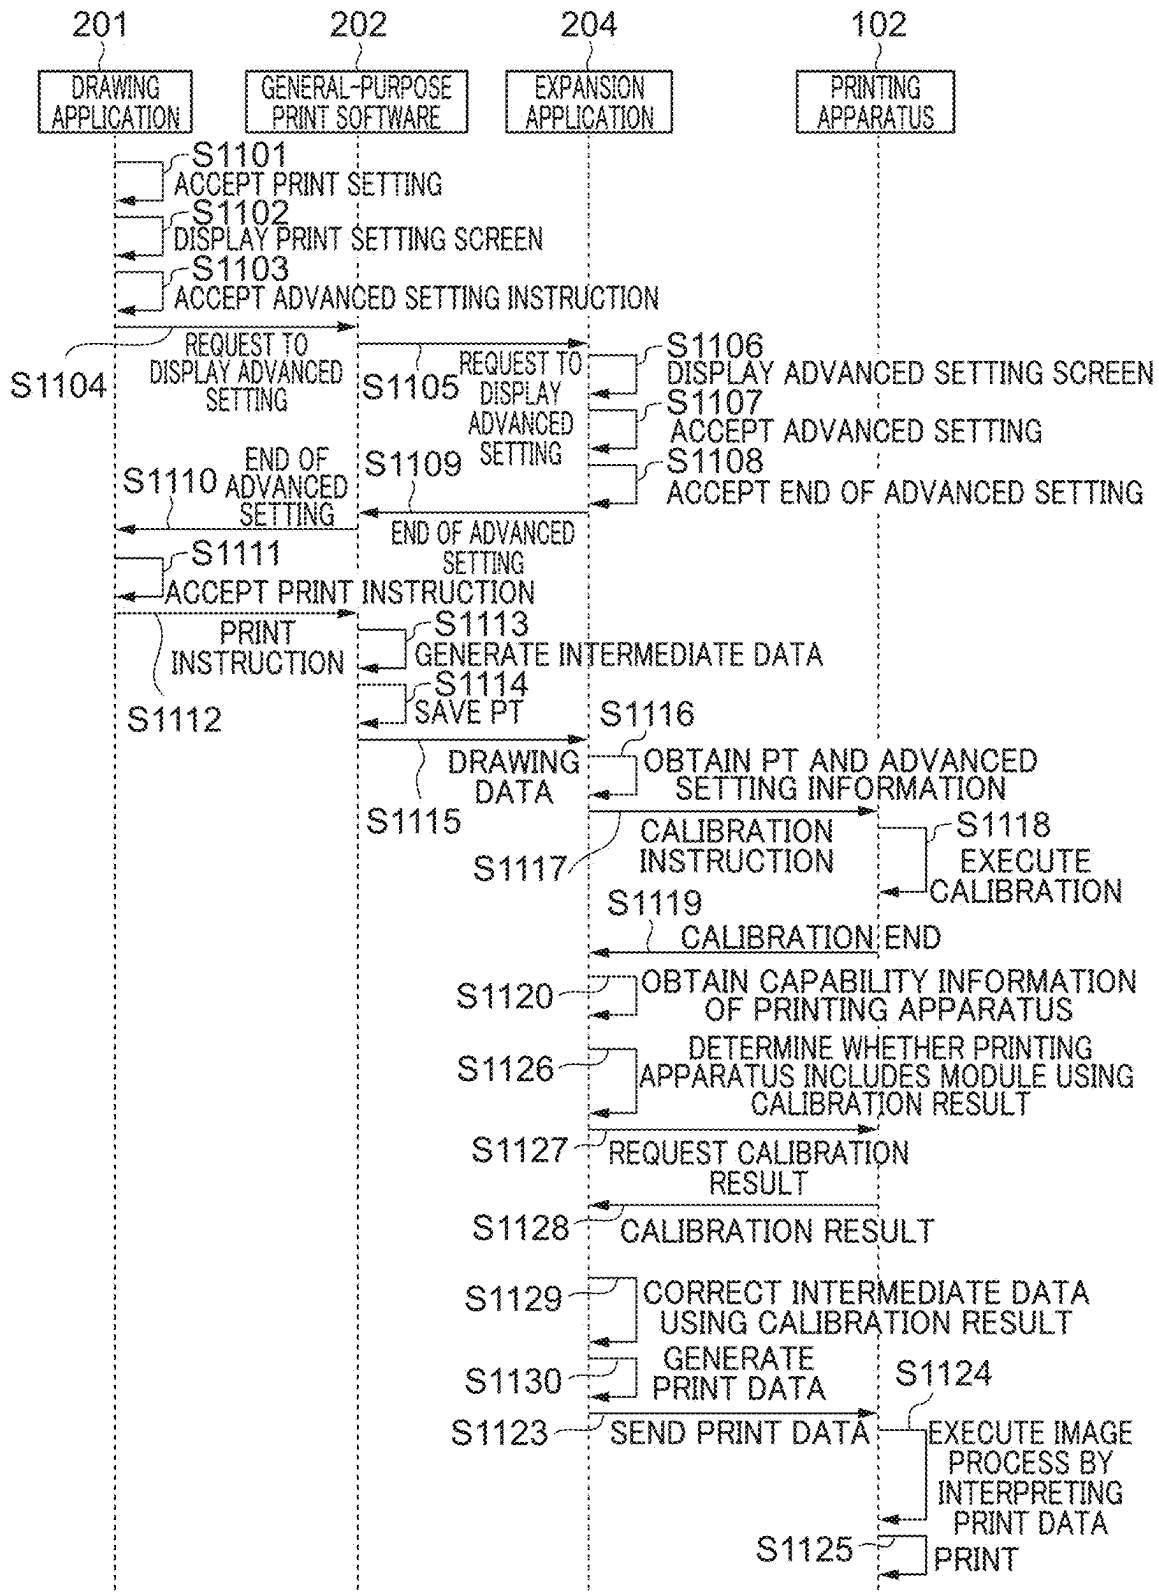 201
202
204
102
DRAWING
APPLICATION
GENERAL-PURPOSE
PRINT SOFTWARE
EXPANSION
APPLICATION
PRINTING
APPARATUS
S1101
ACCEPT PRINT SETTING
S1102
DISPLAY PRINT SETTING SCREEN
S1103
ACCEPT ADVANCED SETTING INSTRUCTION
S1104
REQUEST TO
DISPLAY ADVANCED
SETTING
S1105
REQUEST TO
DISPLAY
ADVANCED
SETTING
S1106
DISPLAY ADVANCED SETTING SCREEN
S1107
ACCEPT ADVANCED SETTING
S1108
ACCEPT END OF ADVANCED SETTING
S1109
END OF ADVANCED
SETTING
S1110
END OF
ADVANCED
SETTING
S1111
ACCEPT PRINT INSTRUCTION
S1112
PRINT
INSTRUCTION
S1113
GENERATE INTERMEDIATE DATA
S1114
SAVE PT
S1115
DRAWING
DATA
S1116
OBTAIN PT AND ADVANCED
SETTING INFORMATION
S1117
CALIBRATION
INSTRUCTION
S1118
EXECUTE
CALIBRATION
S1119
CALIBRATION END
S1120
OBTAIN CAPABILITY INFORMATION
OF PRINTING APPARATUS
S1126
DETERMINE WHETHER PRINTING
APPARATUS INCLUDES MODULE USING
CALIBRATION RESULT
S1127
REQUEST CALIBRATION
RESULT
S1128
CALIBRATION RESULT
S1129
CORRECT INTERMEDIATE DATA
USING CALIBRATION RESULT
S1130
GENERATE
PRINT DATA
S1123
SEND PRINT DATA
S1124
EXECUTE IMAGE
PROCESS BY
INTERPRETING
PRINT DATA
S1125
PRINT